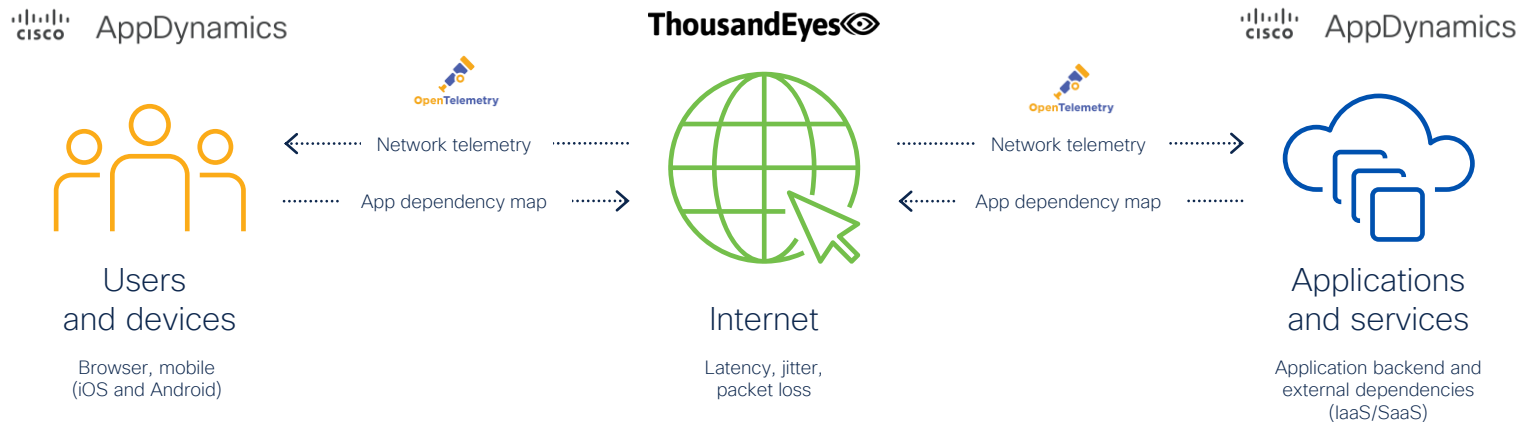 CISCO AppDynamics
ThousandEyes
CISCO AppDynamics
OpenTelemetry
OpenTelemetry
Network telemetry
Network telemetry
App dependency map
App dependency map
Users
and devices
Browser, mobile
(iOS and Android)
Internet
Latency, jitter,
packet loss
Applications
and services
Application backend and
external dependencies
(IaaS/SaaS)